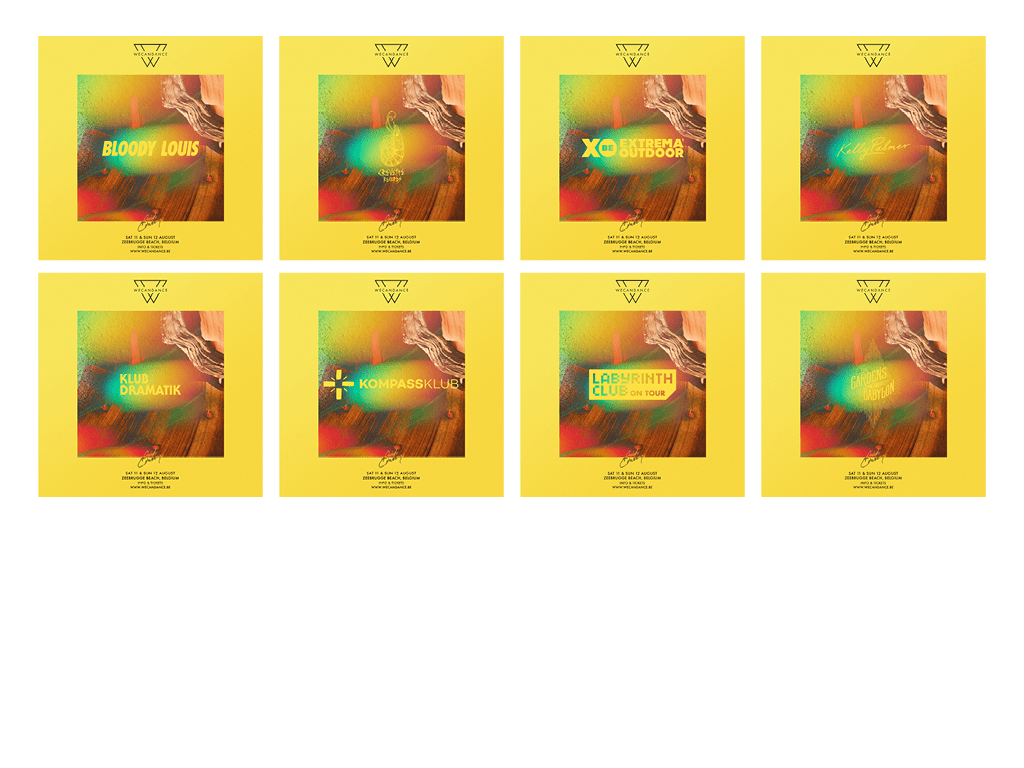 WECANDANCE
BLOODY LOUIS
SAT 11 & SUN 12 AUGUST
ZEEBRUGGE BEACH, BELGIUM
INFO & TICKETS
WWW.WECANDANCE.BE
WECANDANCE
SAT 11 & SUN 12 AUGUST
ZEEBRUGGE BEACH, BELGIUM
INFO & TICKETS
WWW.WECANDANCE.BE
WECANDANCE
XO BE EXTREMA
OUTDOOR
SAT 11 & SUN 12 AUGUST
ZEEBRUGGE BEACH, BELGIUM
INFO & TICKETS
WWW.WECANDANCE.BE
WECANDANCE
Kelly Palmer
SAT 11 & SUN 12 AUGUST
ZEEBRUGGE BEACH, BELGIUM
INFO & TICKETS
WWW.WECANDANCE.BE
WECANDANCE
KLUB
DRAMATIK
SAT 11 & SUN 12 AUGUST
ZEEBRUGGE BEACH, BELGIUM
INFO & TICKETS
WWW.WECANDANCE.BE
WECANDANCE
KOMPASSKLUB
SAT 11 & SUN 12 AUGUST
ZEEBRUGGE BEACH, BELGIUM
INFO & TICKETS
WWW.WECANDANCE.BE
WECANDANCE
LABYRINTH
CLUB ON TOUR
SAT 11 & SUN 12 AUGUST
ZEEBRUGGE BEACH, BELGIUM
INFO & TICKETS
WWW.WECANDANCE.BE
WECANDANCE
GARDENS
BABYLON
SAT 11 & SUN 12 AUGUST
ZEEBRUGGE BEACH, BELGIUM
INFO & TICKETS
WWW.WECANDANCE.BE